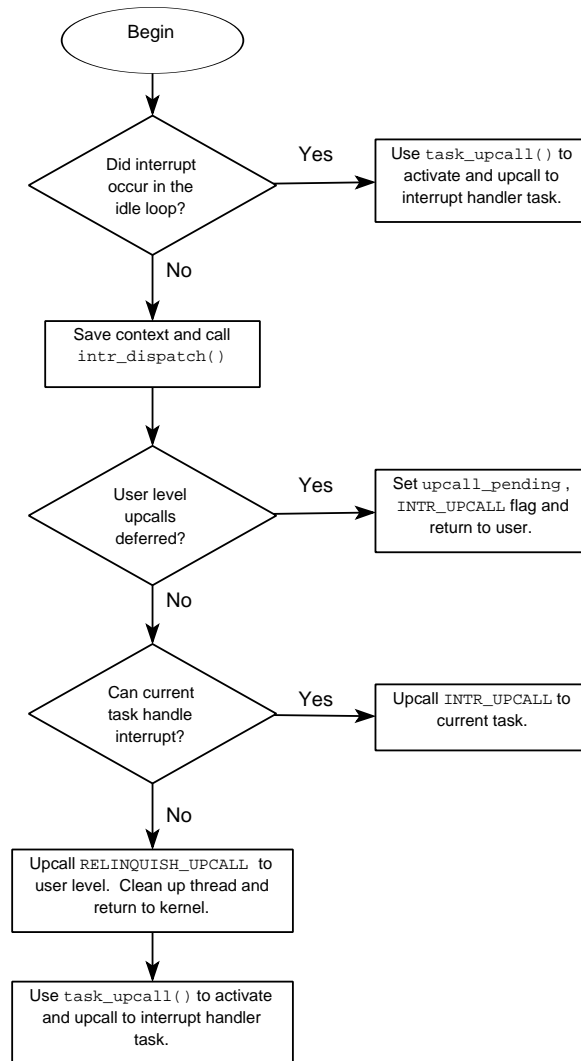 Begin
Did interrupt
occur in the
idle loop?
Yes
Use task_upcall() to
activate and upcall to
interrupt handler task.
No
Save context and call
intr_dispatch()
User level
upcalls
deferred?
Yes
Set upcall_pending ,
INTR_UPCALL flag and
return to user.
No
Can current
task handle
interrupt?
Yes
Upcall INTR_UPCALL to
current task.
No
Upcall RELINQUISH_UPCALL to
user level. Clean up thread and
return to kernel.
Use task_upcall() to activate
and upcall to interrupt handler
task.